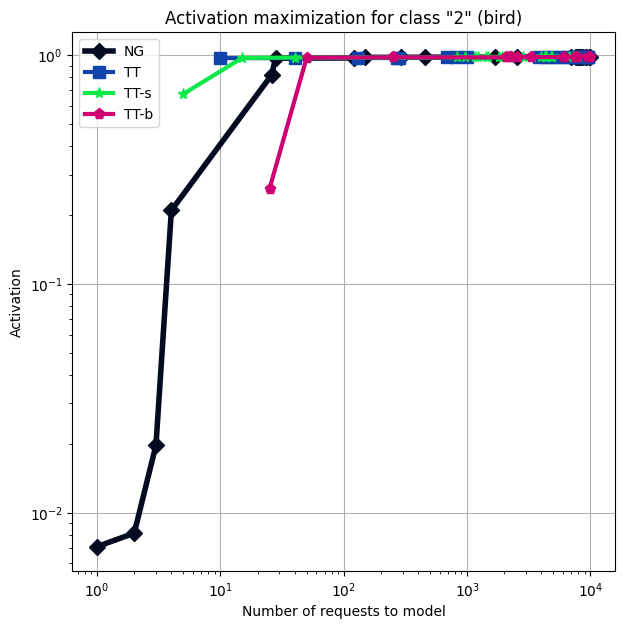 Activation maximization for class "2" (bird)
NG
TT
TT-s
TT-b
Activation
10⁰
10⁻¹
10⁻²
10⁰
10¹
10²
10³
10⁴
Number of requests to model